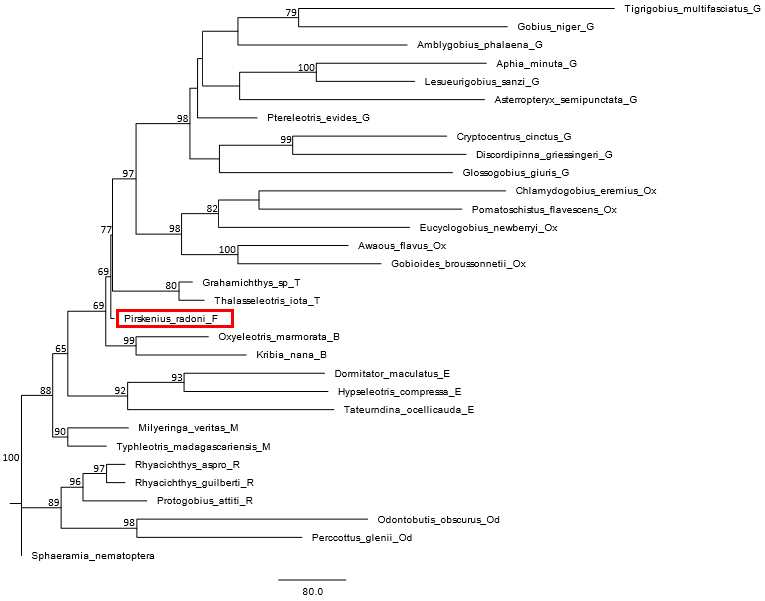 79
Tigrigobius_multifasciatus_G
Gobius_niger_G
Amblygobius_phalaena_G
100
Aphia_minuta_G
Lesueurigobius_sanzi_G
Asterropteryx_semipunctata_G
98
Ptereleotris_evides_G
99
Cryptocentrus_cinctus_G
Discordipinna_griessingeri_G
Glossogobius_giuris_G
97
Chlamydogobius_eremius_Ox
82
Pomatoschistus_flavescens_Ox
Eucyclogobius_newberryi_Ox
98
100
Awaous_flavus_Ox
Gobioides_broussonnetii_Ox
77
69
80
Grahamichthys_sp_T
Thalasseleotris_iota_T
Pirskenius_radoni_F
69
99
Oxyeleotris_marmorata_B
Kribia_nana_B
65
93
Dormitator_maculatus_E
92
Hypseleotris_compressa_E
Tateurndina_ocellicauda_E
88
90
Milyeringa_veritas_M
Typhleotris_madagascariensis_M
100
97
Rhyacichthys_aspro_R
96
Rhyacichthys_guilberti_R
Protogobius_attiti_R
89
98
Odontobutis_obscurus_Od
Perccottus_glenii_Od
Sphaeramia_nematoptera
80.0